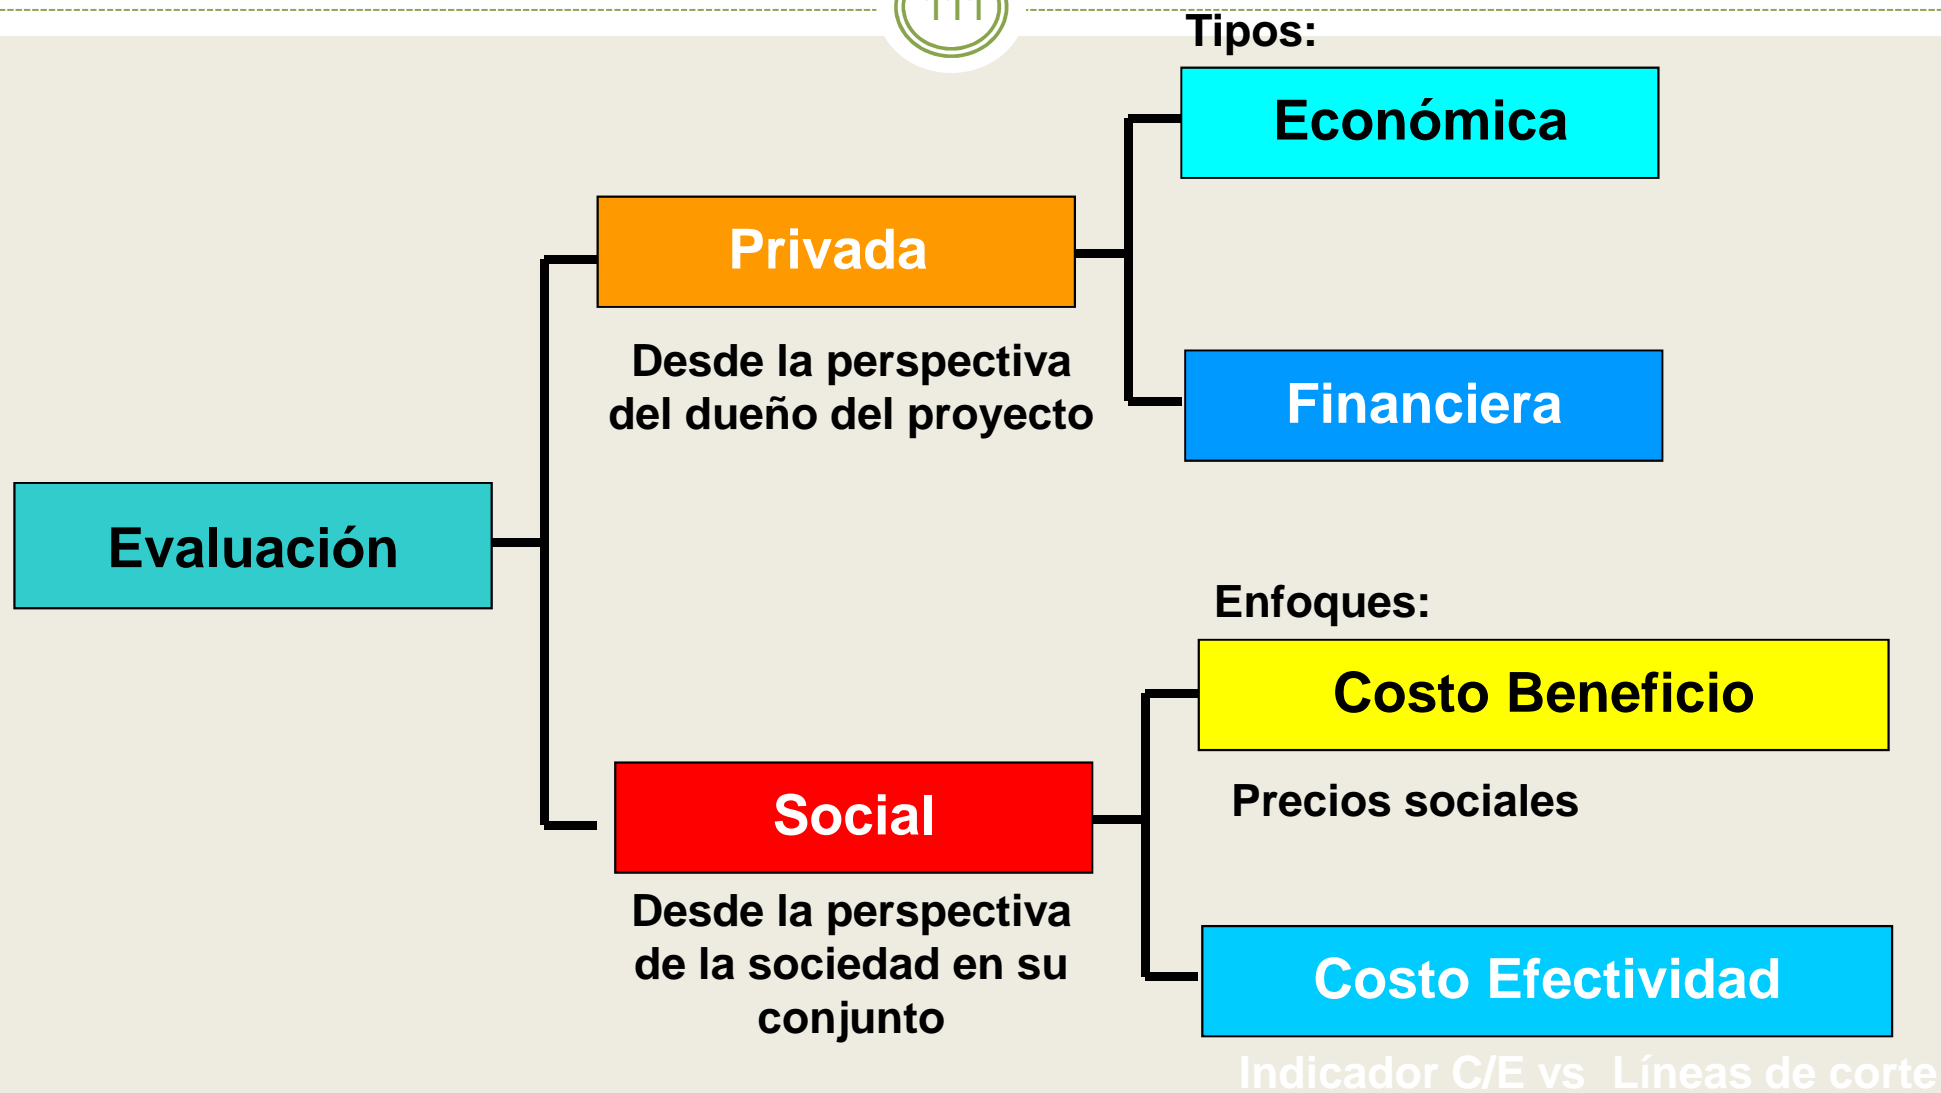 111
Tipos:
Económica
Privada
Desde la perspectiva
del dueño del proyecto
Financiera
Evaluación
Enfoques:
Costo Beneficio
Precios sociales
Social
Desde la perspectiva
de la sociedad en su
conjunto
Costo Efectividad
Indicador C/E vs Líneas de corte